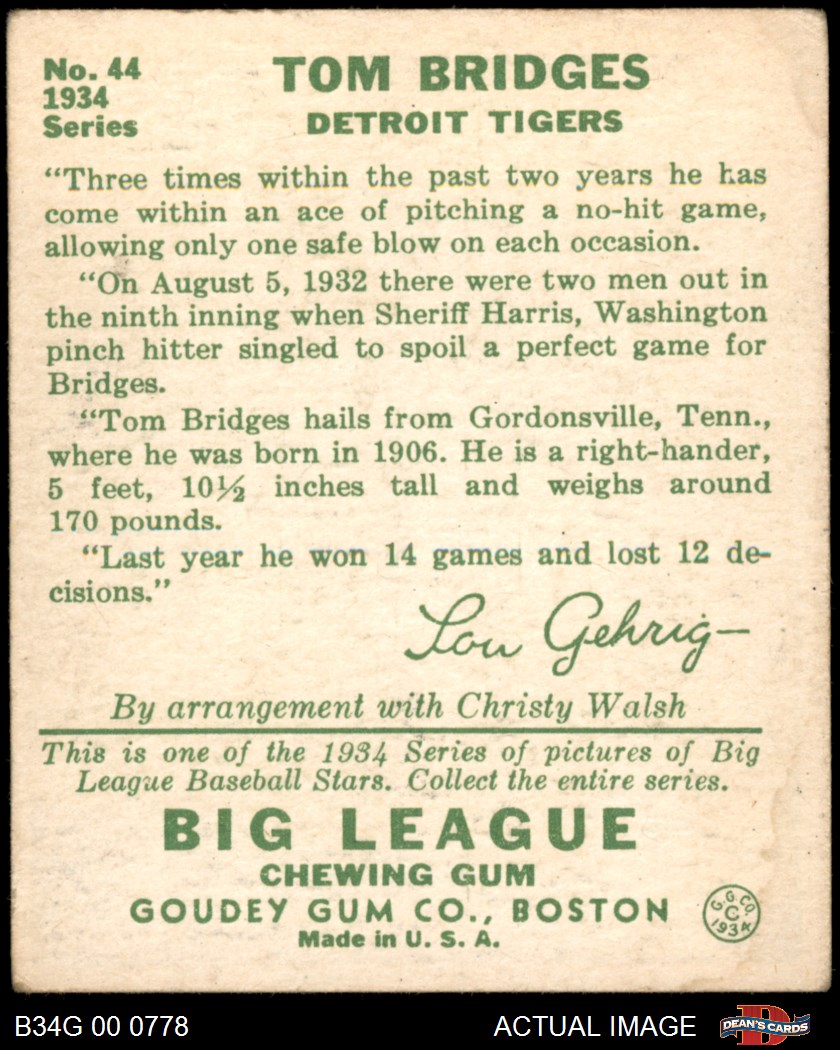 No. 44
1934
Series
TOM BRIDGES
DETROIT TIGERS
“Three times within the past two years he has
come within an ace of pitching a no-hit game,
allowing only one safe blow on each occasion.
“On August 5, 1932 there were two men out in
the ninth inning when Sheriff Harris, Washington
pinch hitter singled to spoil a perfect game for
Bridges.
“Tom Bridges hails from Gordonsville, Tenn.,
where he was born in 1906. He is a right-hander,
5 feet, 10½ inches tall and weighs around
170 pounds.
“Last year he won 14 games and lost 12 de-
cisions.”
Lou Gehrig
By arrangement with Christy Walsh
This is one of the 1934 Series of pictures of Big
League Baseball Stars. Collect the entire series.
BIG LEAGUE
CHEWING GUM
GOUDEY GUM CO., BOSTON
Made in U. S. A.
G. G. CO.
C
1934
B34G 00 0778
ACTUAL IMAGE
D
DEAN'S CARDS